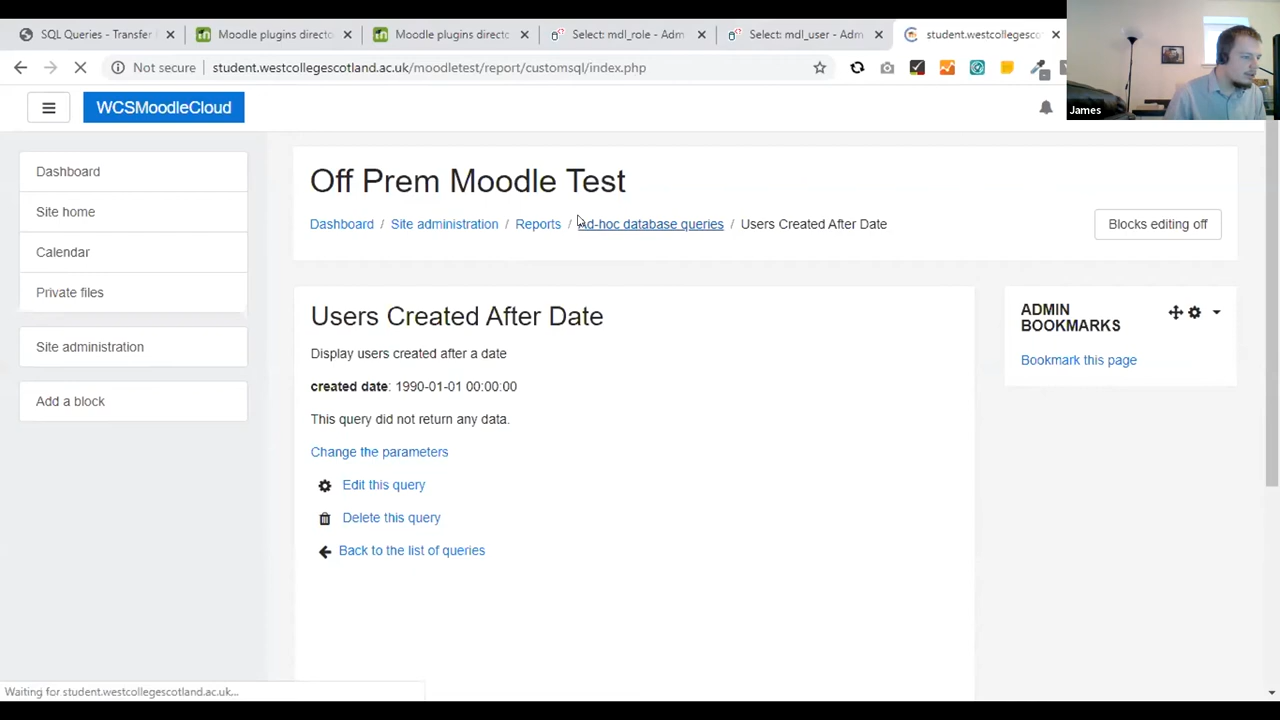 SQL Queries - Transfer
Moodle plugins directo
Moodle plugins directo
Select: mdl_role - Adm
Select: mdl_user - Adm
student.westcollegesco
Not secure
student.westcollegescotland.ac.uk/moodletest/report/customsql/index.php
James
WCSMoodleCloud
Dashboard
Site home
Calendar
Private files
Site administration
Add a block
Off Prem Moodle Test
Dashboard / Site administration / Reports / Ad-hoc database queries / Users Created After Date
Blocks editing off
Users Created After Date
Display users created after a date
created date: 1990-01-01 00:00:00
This query did not return any data.
Change the parameters
Edit this query
Delete this query
Back to the list of queries
ADMIN
BOOKMARKS
Bookmark this page
Waiting for student.westcollegescotland.ac.uk...